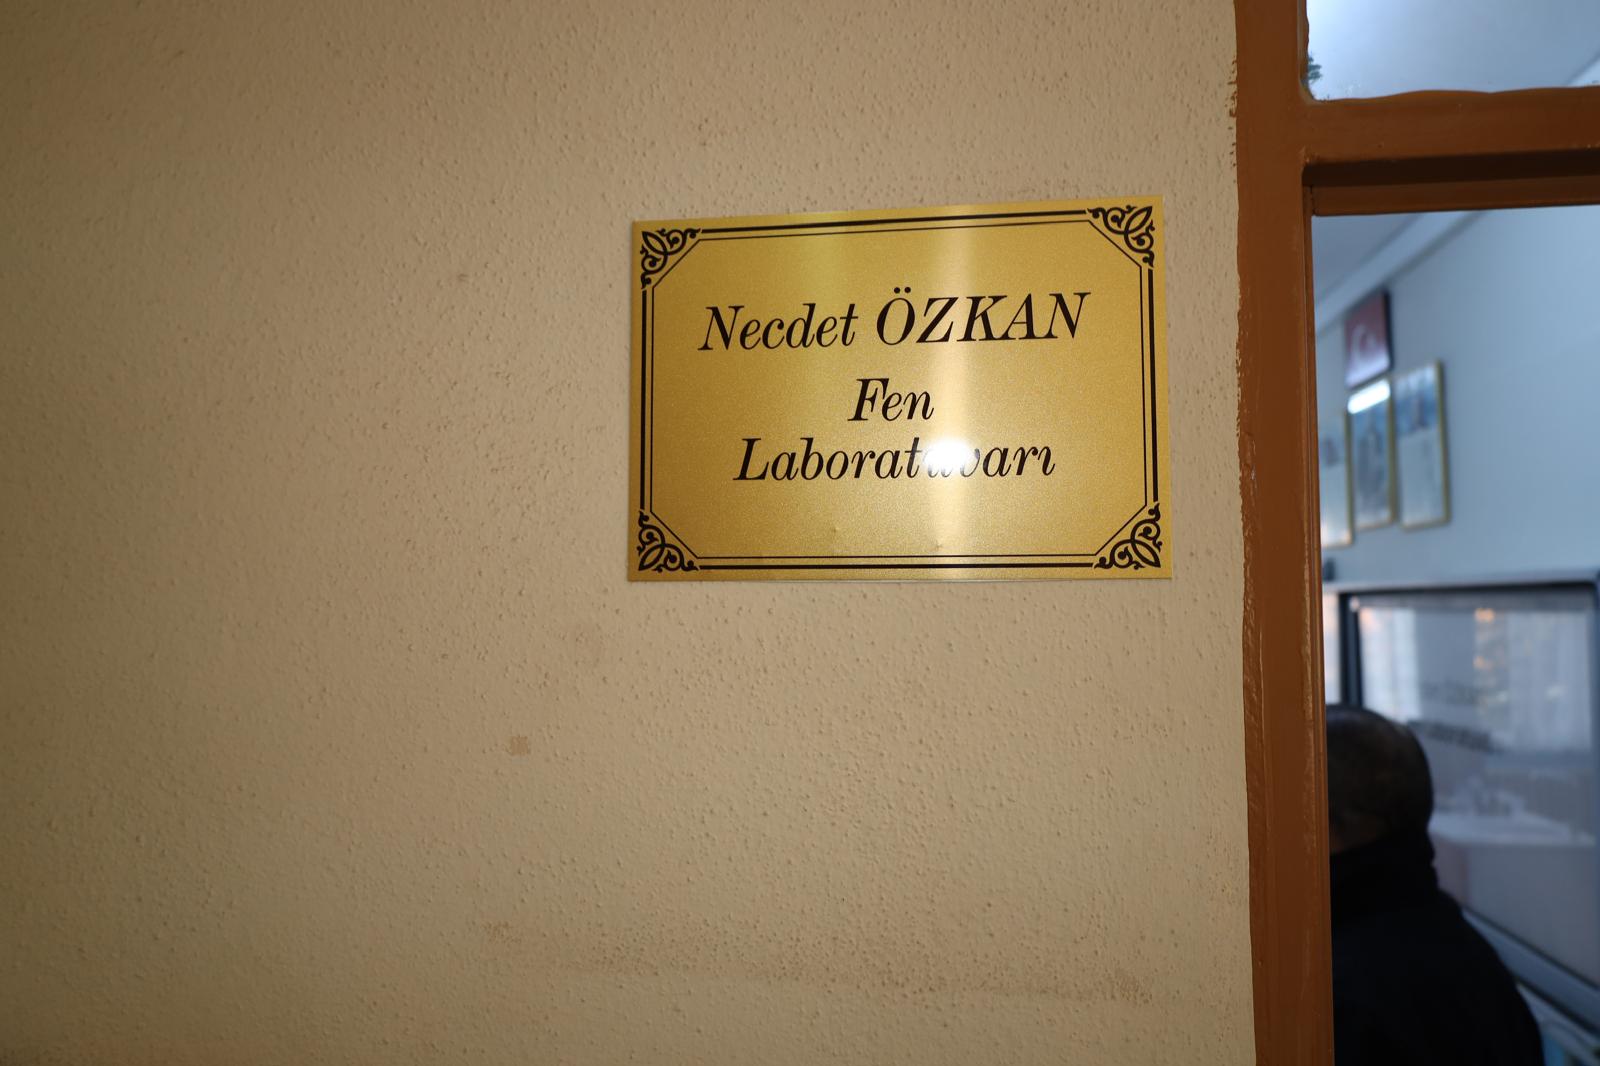 Necdet ÖZKAN
Fen
Laboratuvarı